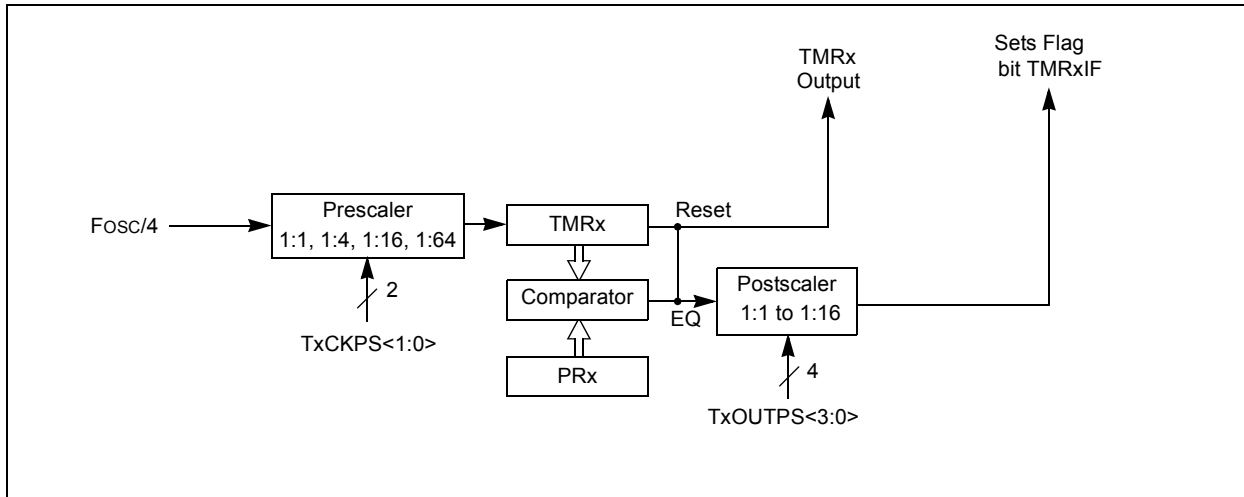 TMRx
Output
Sets Flag
bit TMRxIF
Fosc/4
Prescaler
1:1, 1:4, 1:16, 1:64
2
TxCKPS<1:0>
TMRx
Reset
Comparator
EQ
PRx
Postscaler
1:1 to 1:16
4
TxOUTPS<3:0>